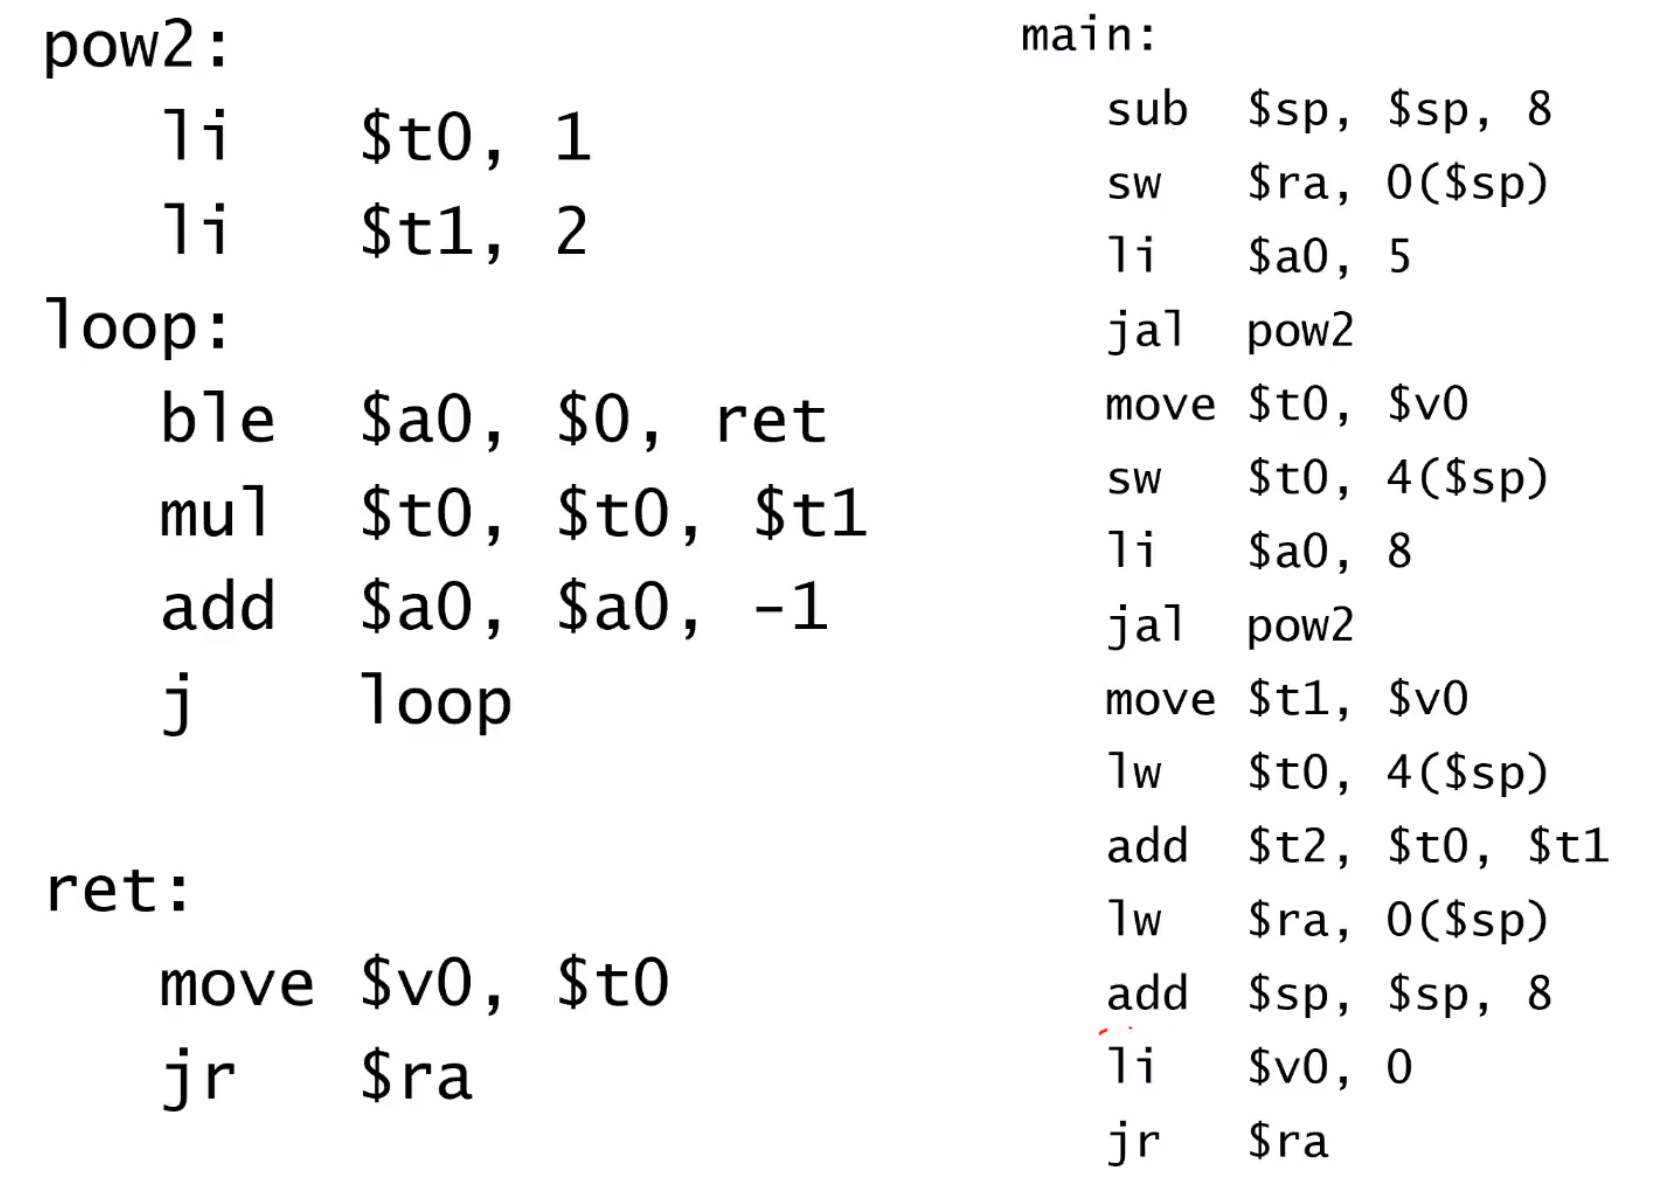 pow2:
li $t0, 1
li $t1, 2
loop:
ble $a0, $0, ret
mul $t0, $t0, $t1
add $a0, $a0, -1
j loop
ret:
move $v0, $t0
jr $ra
main:
sub $sp, $sp, 8
sw $ra, 0($sp)
li $a0, 5
jal pow2
move $t0, $v0
sw $t0, 4($sp)
li $a0, 8
jal pow2
move $t1, $v0
lw $t0, 4($sp)
add $t2, $t0, $t1
lw $ra, 0($sp)
add $sp, $sp, 8
li $v0, 0
jr $ra